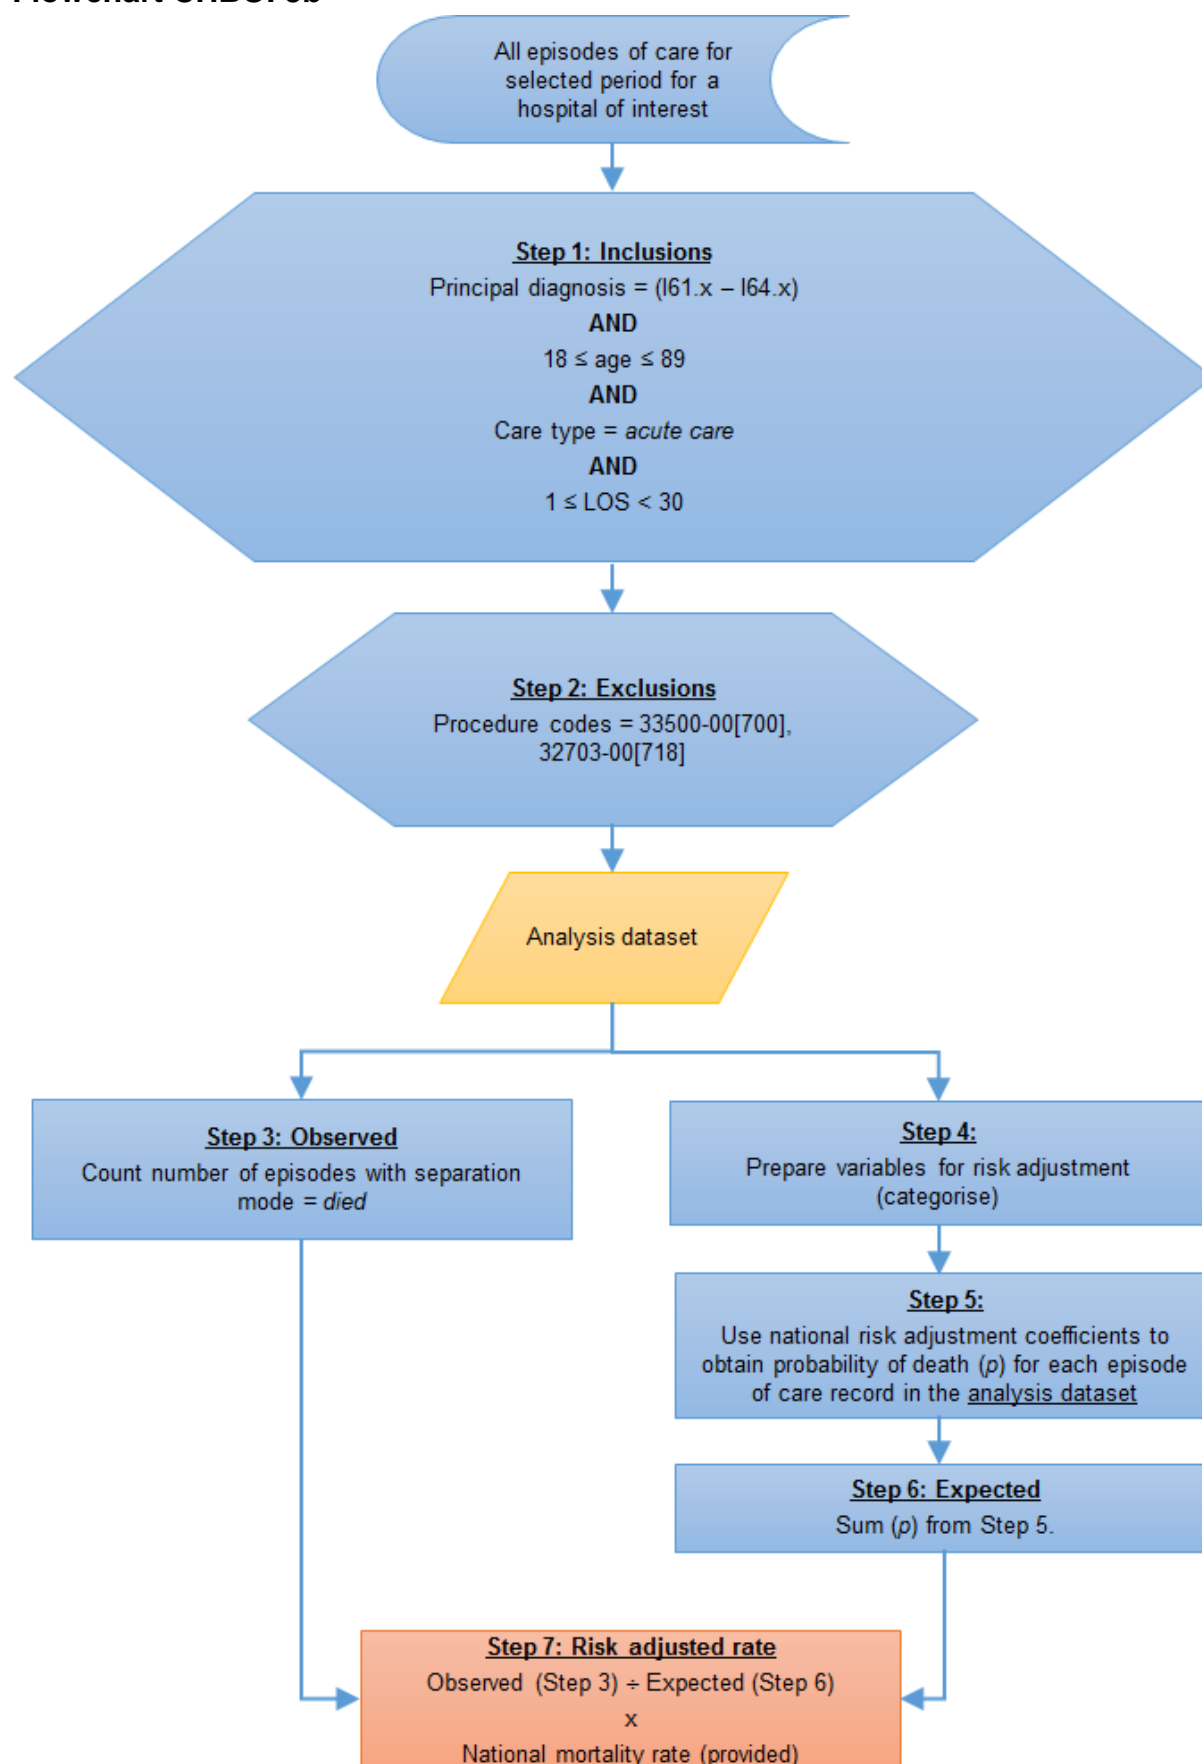 All episodes of care for
selected period for a
hospital of interest
Step 1: Inclusions
Principal diagnosis = (I61.x – I64.x)
AND
18 ≤ age ≤ 89
AND
Care type = acute care
AND
1 ≤ LOS < 30
Step 2: Exclusions
Procedure codes = 33500-00[700],
32703-00[718]
Analysis dataset
Step 3: Observed
Count number of episodes with separation
mode = died
Step 4:
Prepare variables for risk adjustment
(categorise)
Step 5:
Use national risk adjustment coefficients to
obtain probability of death (p) for each episode
of care record in the analysis dataset
Step 6: Expected
Sum (p) from Step 5.
Step 7: Risk adjusted rate
Observed (Step 3) ÷ Expected (Step 6)
x
National mortality rate (provided)